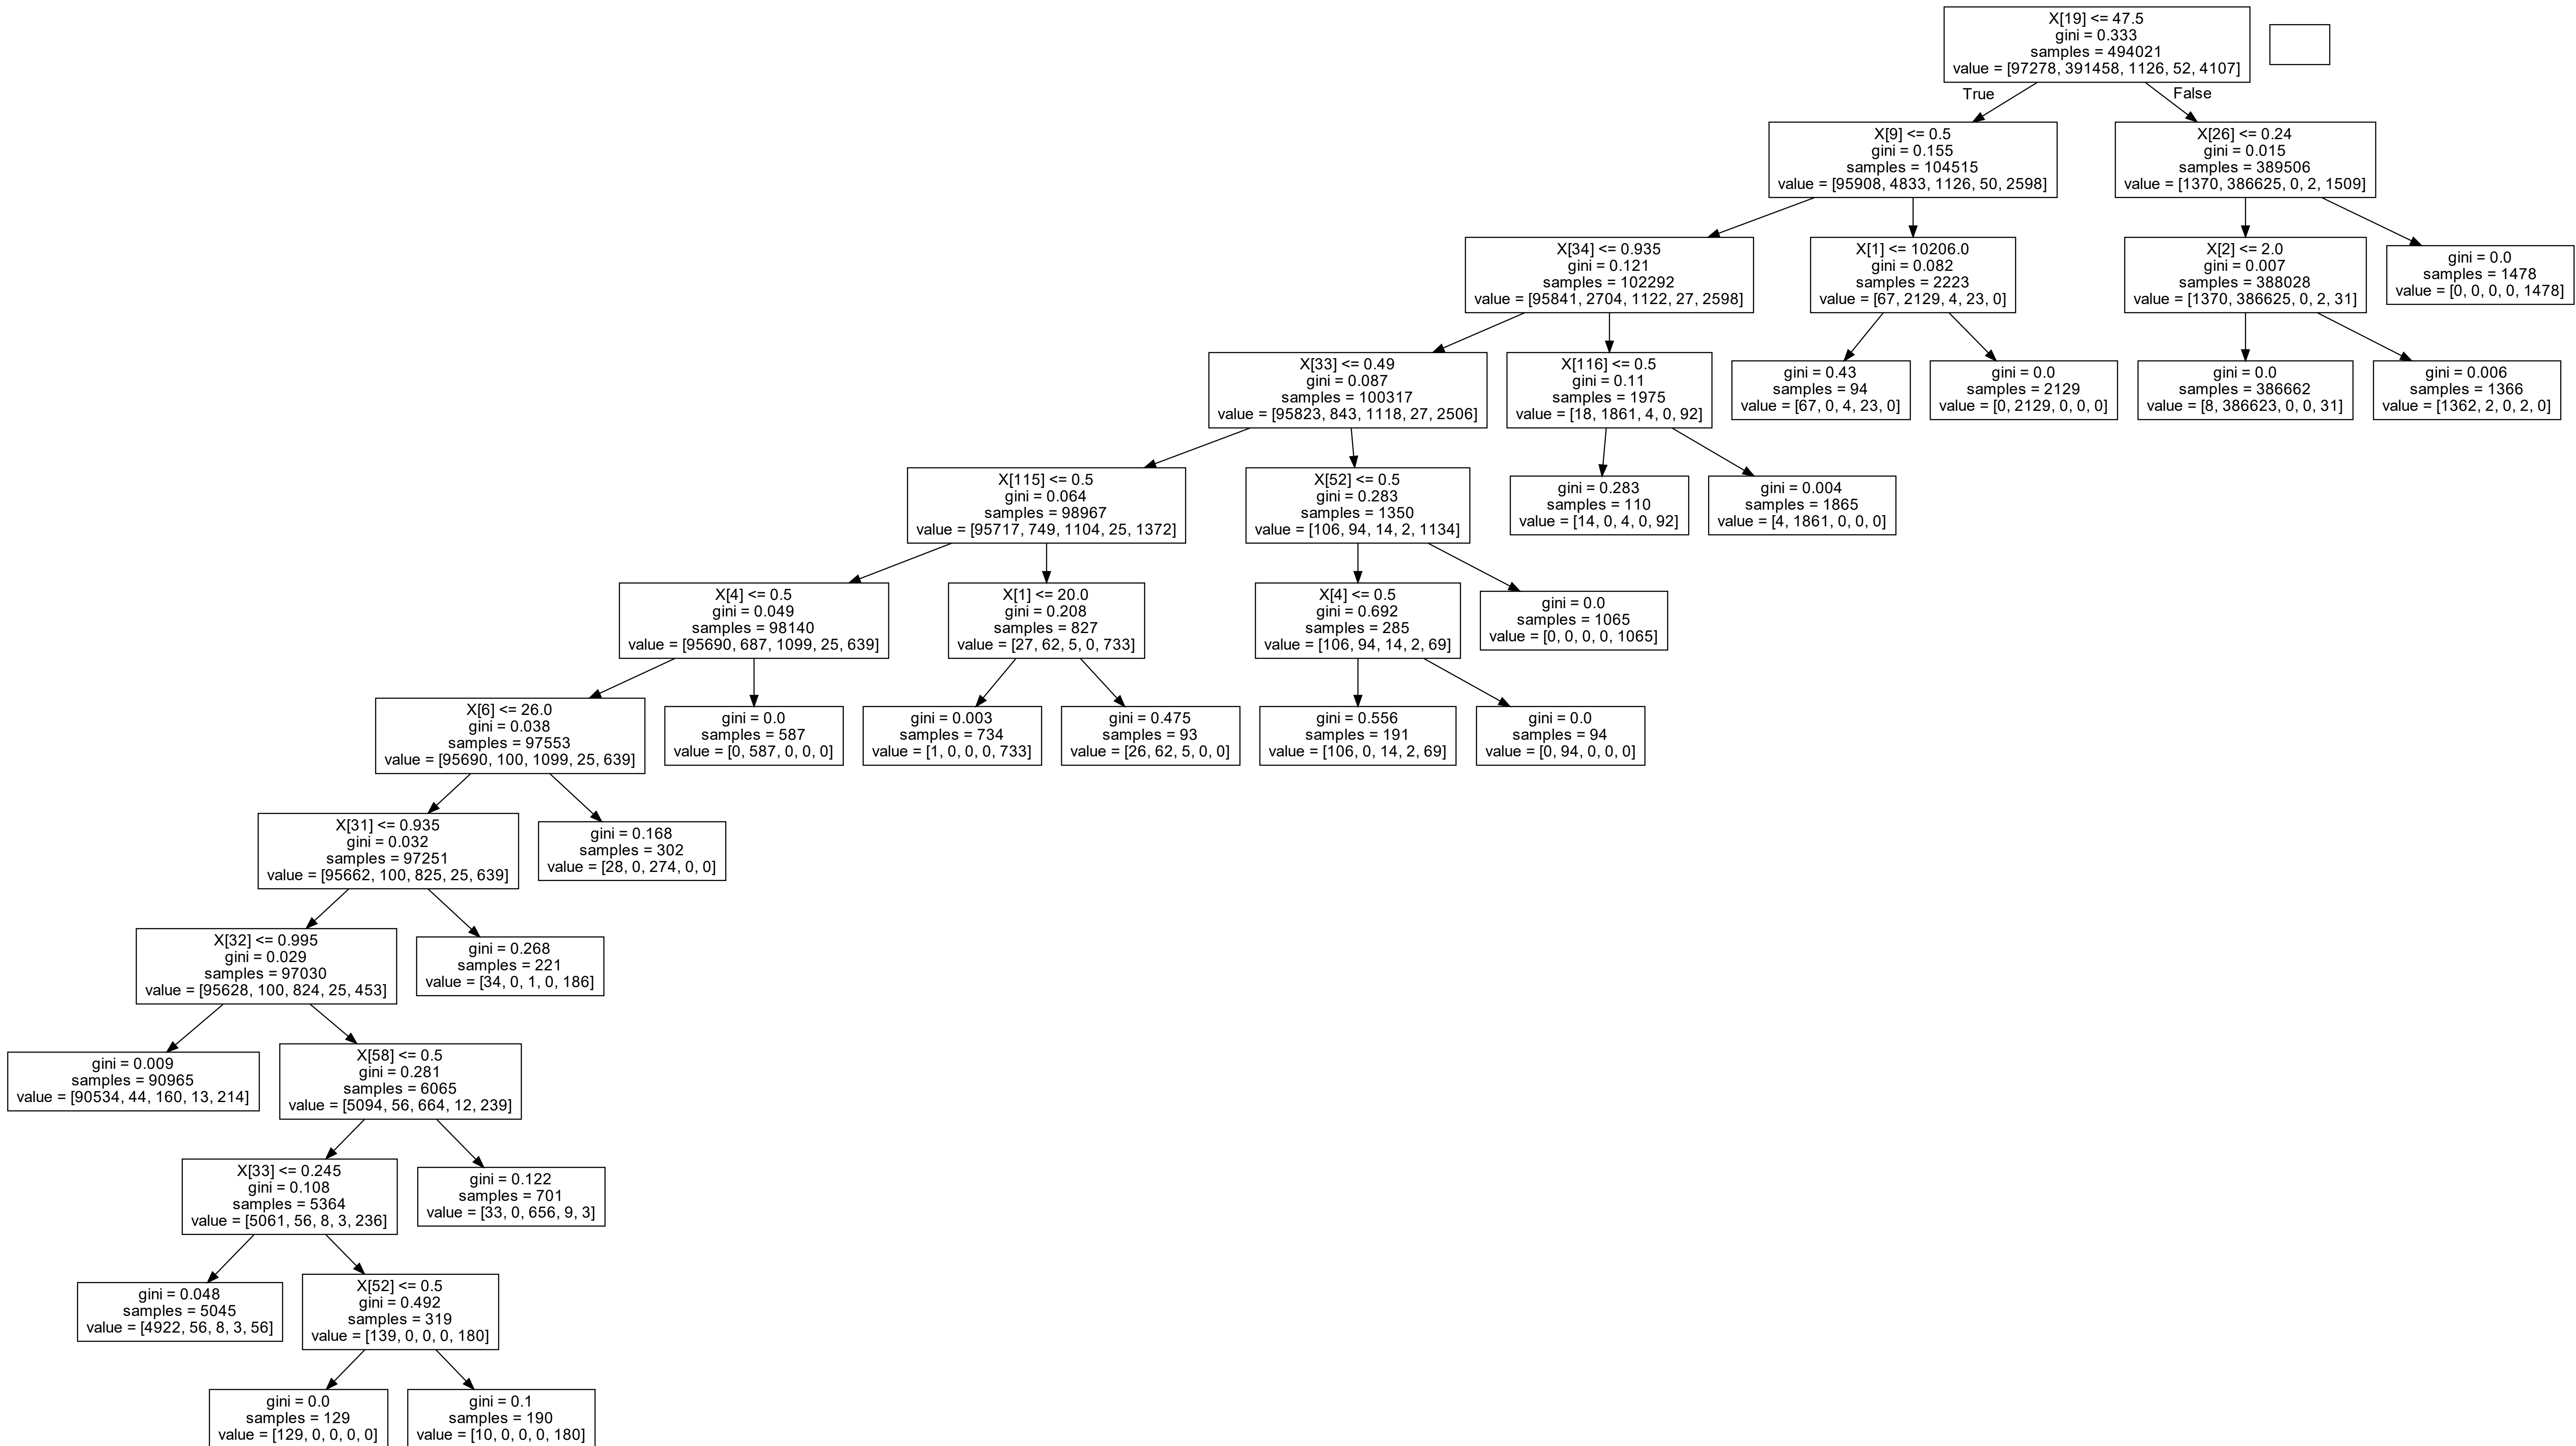 X[19] <= 47.5
gini = 0.333
samples = 494021
value = [97278, 391458, 1126, 52, 4107]
True
False
X[9] <= 0.5
gini = 0.155
samples = 104515
value = [95908, 4833, 1126, 50, 2598]
X[26] <= 0.24
gini = 0.015
samples = 389506
value = [1370, 386625, 0, 2, 1509]
X[34] <= 0.935
gini = 0.121
samples = 102292
value = [95841, 2704, 1122, 27, 2598]
X[1] <= 10206.0
gini = 0.082
samples = 2223
value = [67, 2129, 4, 23, 0]
X[2] <= 2.0
gini = 0.007
samples = 388028
value = [1370, 386625, 0, 2, 31]
gini = 0.0
samples = 1478
value = [0, 0, 0, 0, 1478]
X[33] <= 0.49
gini = 0.087
samples = 100317
value = [95823, 843, 1118, 27, 2506]
X[116] <= 0.5
gini = 0.11
samples = 1975
value = [18, 1861, 4, 0, 92]
gini = 0.43
samples = 94
value = [67, 0, 4, 23, 0]
gini = 0.0
samples = 2129
value = [0, 2129, 0, 0, 0]
gini = 0.0
samples = 386662
value = [8, 386623, 0, 0, 31]
gini = 0.006
samples = 1366
value = [1362, 2, 0, 2, 0]
X[115] <= 0.5
gini = 0.064
samples = 98967
value = [95717, 749, 1104, 25, 1372]
X[52] <= 0.5
gini = 0.283
samples = 1350
value = [106, 94, 14, 2, 1134]
gini = 0.283
samples = 110
value = [14, 0, 4, 0, 92]
gini = 0.004
samples = 1865
value = [4, 1861, 0, 0, 0]
X[4] <= 0.5
gini = 0.049
samples = 98140
value = [95690, 687, 1099, 25, 639]
X[1] <= 20.0
gini = 0.208
samples = 827
value = [27, 62, 5, 0, 733]
X[4] <= 0.5
gini = 0.692
samples = 285
value = [106, 94, 14, 2, 69]
gini = 0.0
samples = 1065
value = [0, 0, 0, 0, 1065]
X[6] <= 26.0
gini = 0.038
samples = 97553
value = [95690, 100, 1099, 25, 639]
gini = 0.0
samples = 587
value = [0, 587, 0, 0, 0]
gini = 0.003
samples = 734
value = [1, 0, 0, 0, 733]
gini = 0.475
samples = 93
value = [26, 62, 5, 0, 0]
gini = 0.556
samples = 191
value = [106, 0, 14, 2, 69]
gini = 0.0
samples = 94
value = [0, 94, 0, 0, 0]
X[31] <= 0.935
gini = 0.032
samples = 97251
value = [95662, 100, 825, 25, 639]
gini = 0.168
samples = 302
value = [28, 0, 274, 0, 0]
X[32] <= 0.995
gini = 0.029
samples = 97030
value = [95628, 100, 824, 25, 453]
gini = 0.268
samples = 221
value = [34, 0, 1, 0, 186]
gini = 0.009
samples = 90965
value = [90534, 44, 160, 13, 214]
X[58] <= 0.5
gini = 0.281
samples = 6065
value = [5094, 56, 664, 12, 239]
X[33] <= 0.245
gini = 0.108
samples = 5364
value = [5061, 56, 8, 3, 236]
gini = 0.122
samples = 701
value = [33, 0, 656, 9, 3]
gini = 0.048
samples = 5045
value = [4922, 56, 8, 3, 56]
X[52] <= 0.5
gini = 0.492
samples = 319
value = [139, 0, 0, 0, 180]
gini = 0.0
samples = 129
value = [129, 0, 0, 0, 0]
gini = 0.1
samples = 190
value = [10, 0, 0, 0, 180]